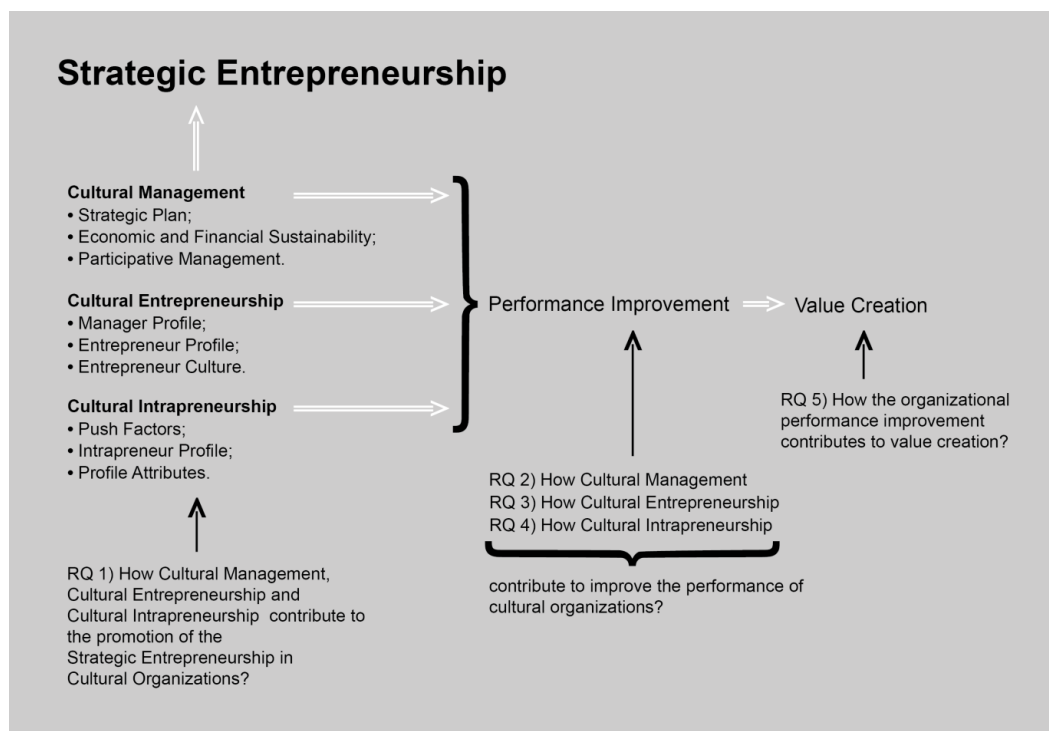 Strategic Entrepreneurship
Cultural Management
• Strategic Plan;
• Economic and Financial Sustainability;
• Participative Management.
Cultural Entrepreneurship
• Manager Profile;
• Entrepreneur Profile;
• Entrepreneur Culture.
Cultural Intrapreneurship
• Push Factors;
• Intrapreneur Profile;
• Profile Attributes.
RQ 1) How Cultural Management,
Cultural Entrepreneurship and
Cultural Intrapreneurship contribute to
the promotion of the
Strategic Entrepreneurship in
Cultural Organizations?
Performance Improvement
RQ 2) How Cultural Management
RQ 3) How Cultural Entrepreneurship
RQ 4) How Cultural Intrapreneurship
contribute to improve the performance of
cultural organizations?
Value Creation
RQ 5) How the organizational
performance improvement
contributes to value creation?